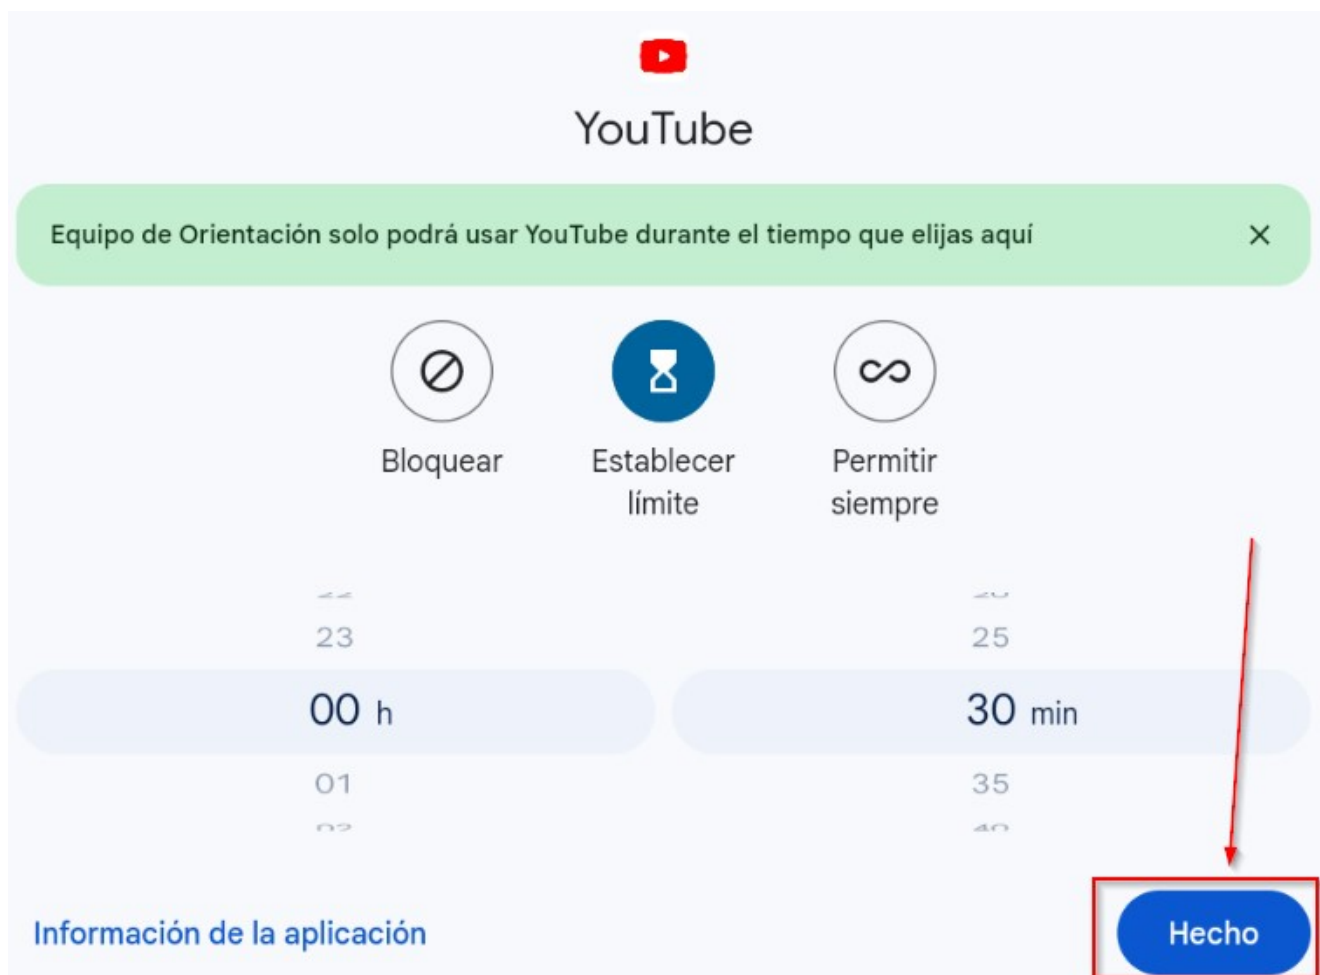 YouTube
Equipo de Orientación solo podrá usar YouTube durante el tiempo que elijas aquí
Bloquear
Establecer
límite
Permitir
siempre
23
25
00 h
30 min
01
35
Información de la aplicación
Hecho